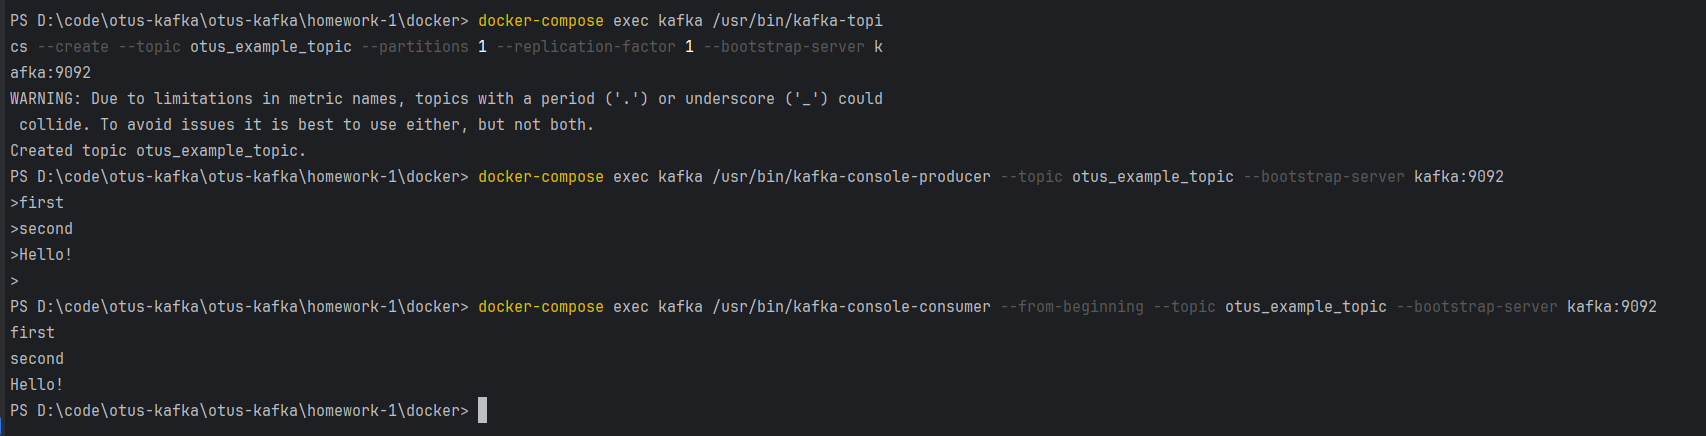 PS D:\code\otus-kafka\otus-kafka\homework-1\docker> docker-compose exec kafka /usr/bin/kafka-topi
cs --create --topic otus_example_topic --partitions 1 --replication-factor 1 --bootstrap-server k
afka:9092
WARNING: Due to limitations in metric names, topics with a period ('.') or underscore ('_') could
 collide. To avoid issues it is best to use either, but not both.
Created topic otus_example_topic.
PS D:\code\otus-kafka\otus-kafka\homework-1\docker> docker-compose exec kafka /usr/bin/kafka-console-producer --topic otus_example_topic --bootstrap-server kafka:9092
>first
>second
>Hello!
>
PS D:\code\otus-kafka\otus-kafka\homework-1\docker> docker-compose exec kafka /usr/bin/kafka-console-consumer --from-beginning --topic otus_example_topic --bootstrap-server kafka:9092
first
second
Hello!
PS D:\code\otus-kafka\otus-kafka\homework-1\docker>